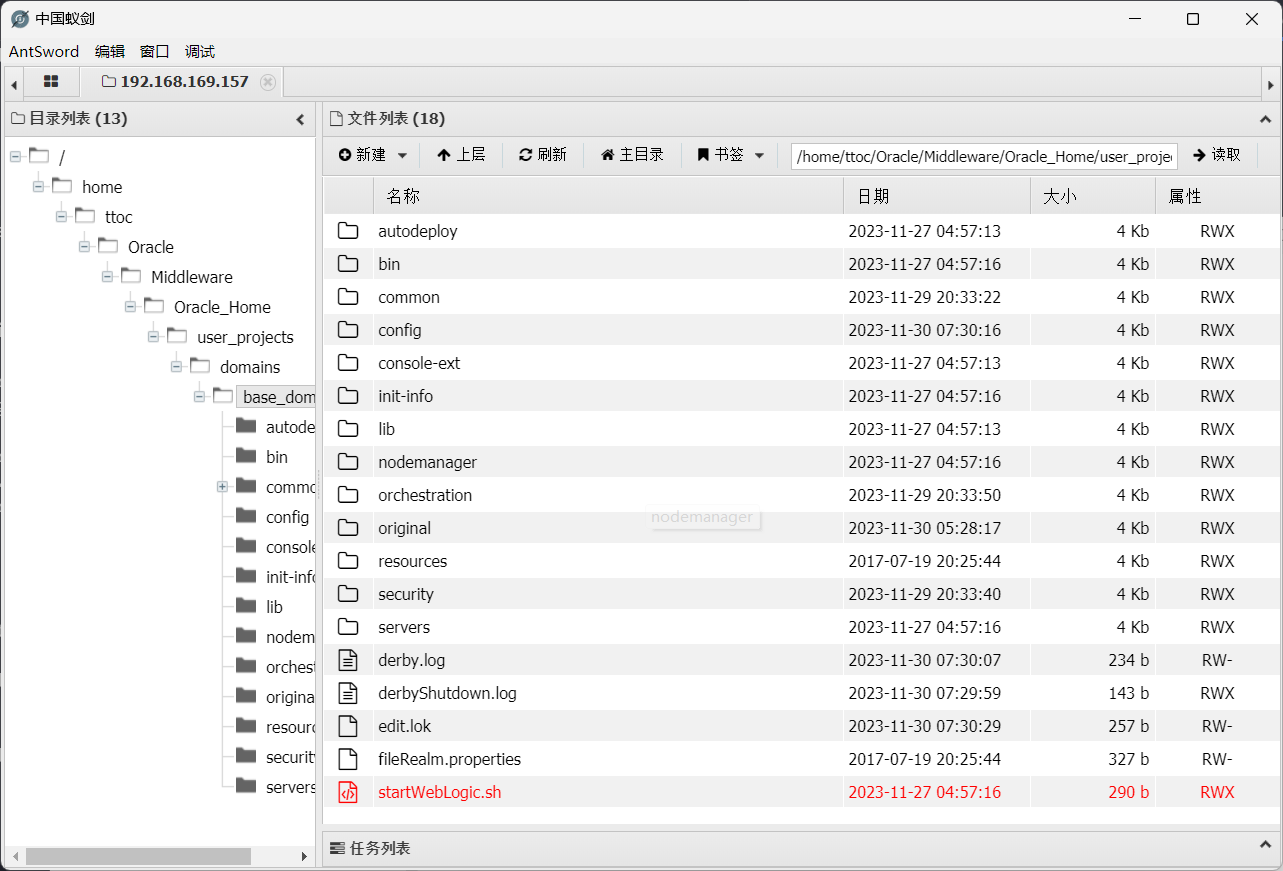 中国蚁剑
AntSword 编辑 窗口 调试
192.168.169.157
目录列表 (13)
/
home
ttoc
Oracle
Middleware
Oracle_Home
user_projects
domains
base_dom
autode
bin
commo
config
console
init-info
lib
nodem
orchest
origina
resourc
security
servers
文件列表 (18)
新建 上层 刷新 主目录 书签 /home/ttoc/Oracle/Middleware/Oracle_Home/user_proje 读取
名称 日期 大小 属性
autodeploy 2023-11-27 04:57:13 4 Kb RWX
bin 2023-11-27 04:57:16 4 Kb RWX
common 2023-11-29 20:33:22 4 Kb RWX
config 2023-11-30 07:30:16 4 Kb RWX
console-ext 2023-11-27 04:57:13 4 Kb RWX
init-info 2023-11-27 04:57:16 4 Kb RWX
lib 2023-11-27 04:57:13 4 Kb RWX
nodemanager 2023-11-27 04:57:16 4 Kb RWX
orchestration 2023-11-29 20:33:50 4 Kb RWX
nodemanager
original 2023-11-30 05:28:17 4 Kb RWX
resources 2017-07-19 20:25:44 4 Kb RWX
security 2023-11-29 20:33:40 4 Kb RWX
servers 2023-11-27 04:57:16 4 Kb RWX
derby.log 2023-11-30 07:30:07 234 b RW-
derbyShutdown.log 2023-11-30 07:29:59 143 b RWX
edit.lok 2023-11-30 07:30:29 257 b RW-
fileRealm.properties 2017-07-19 20:25:44 327 b RW-
startWebLogic.sh 2023-11-27 04:57:16 290 b RWX
任务列表